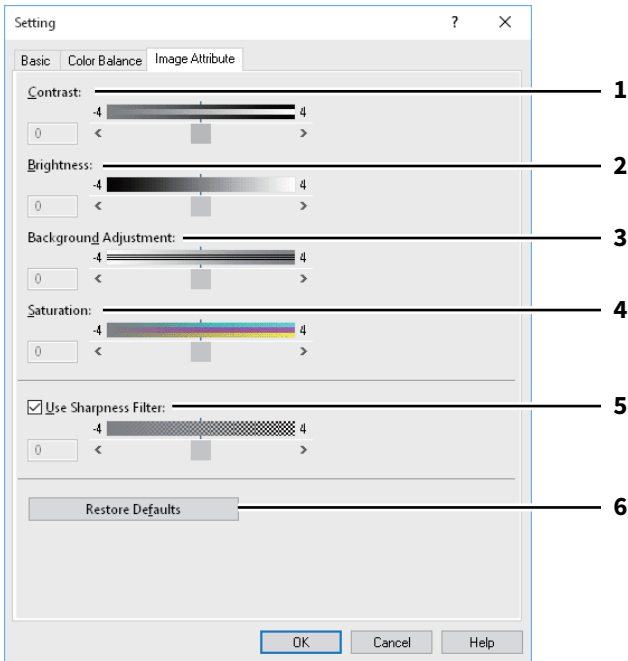 Setting ? ×
Basic Color Balance Image Attribute
Contrast: 1
-4 4
0 < >
Brightness: 2
-4 4
0 < >
Background Adjustment: 3
-4 4
0 < >
Saturation: 4
-4 4
0 < >
Use Sharpness Filter: 5
-4 4
0 < >
Restore Defaults 6
OK Cancel Help